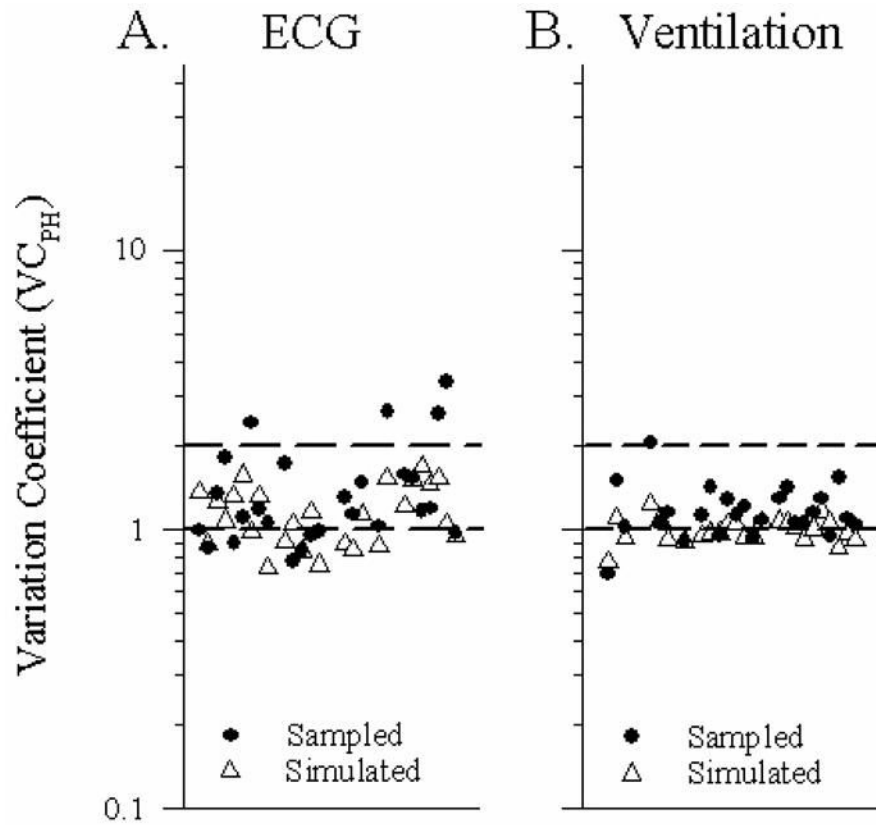 A. ECG
B. Ventilation
Variation Coefficient (VC_PH)
10
1
0.1
Sampled
Simulated
Sampled
Simulated